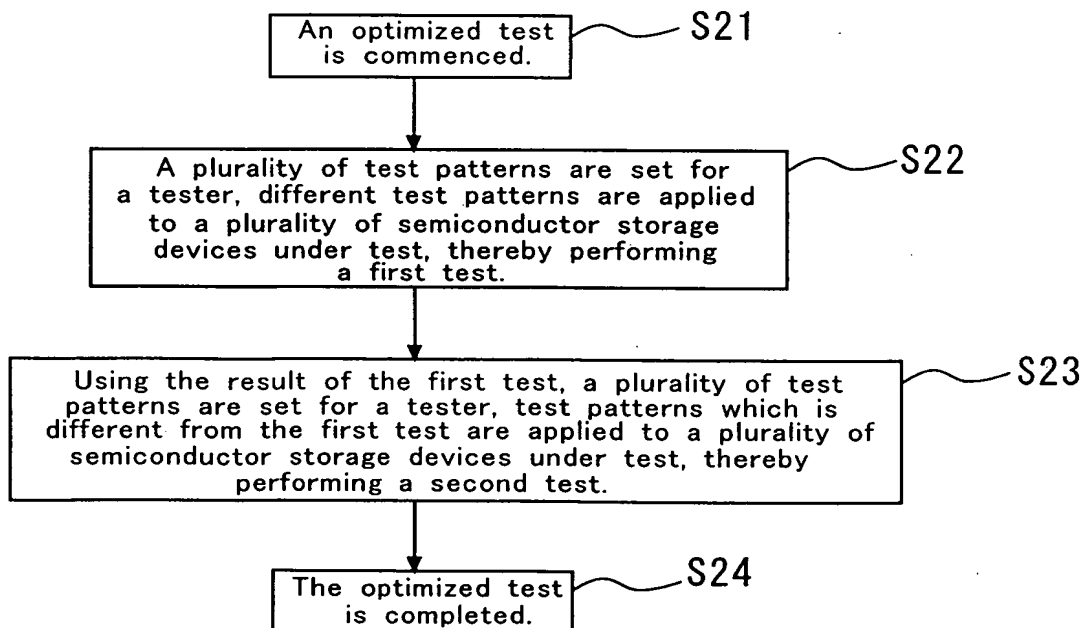 An optimized test
is commenced.
S21
A plurality of test patterns are set for
a tester, different test patterns are applied
to a plurality of semiconductor storage
devices under test, thereby performing
a first test.
S22
Using the result of the first test, a plurality of test
patterns are set for a tester, test patterns which is
different from the first test are applied to a plurality of
semiconductor storage devices under test, thereby
performing a second test.
S23
The optimized test
is completed.
S24